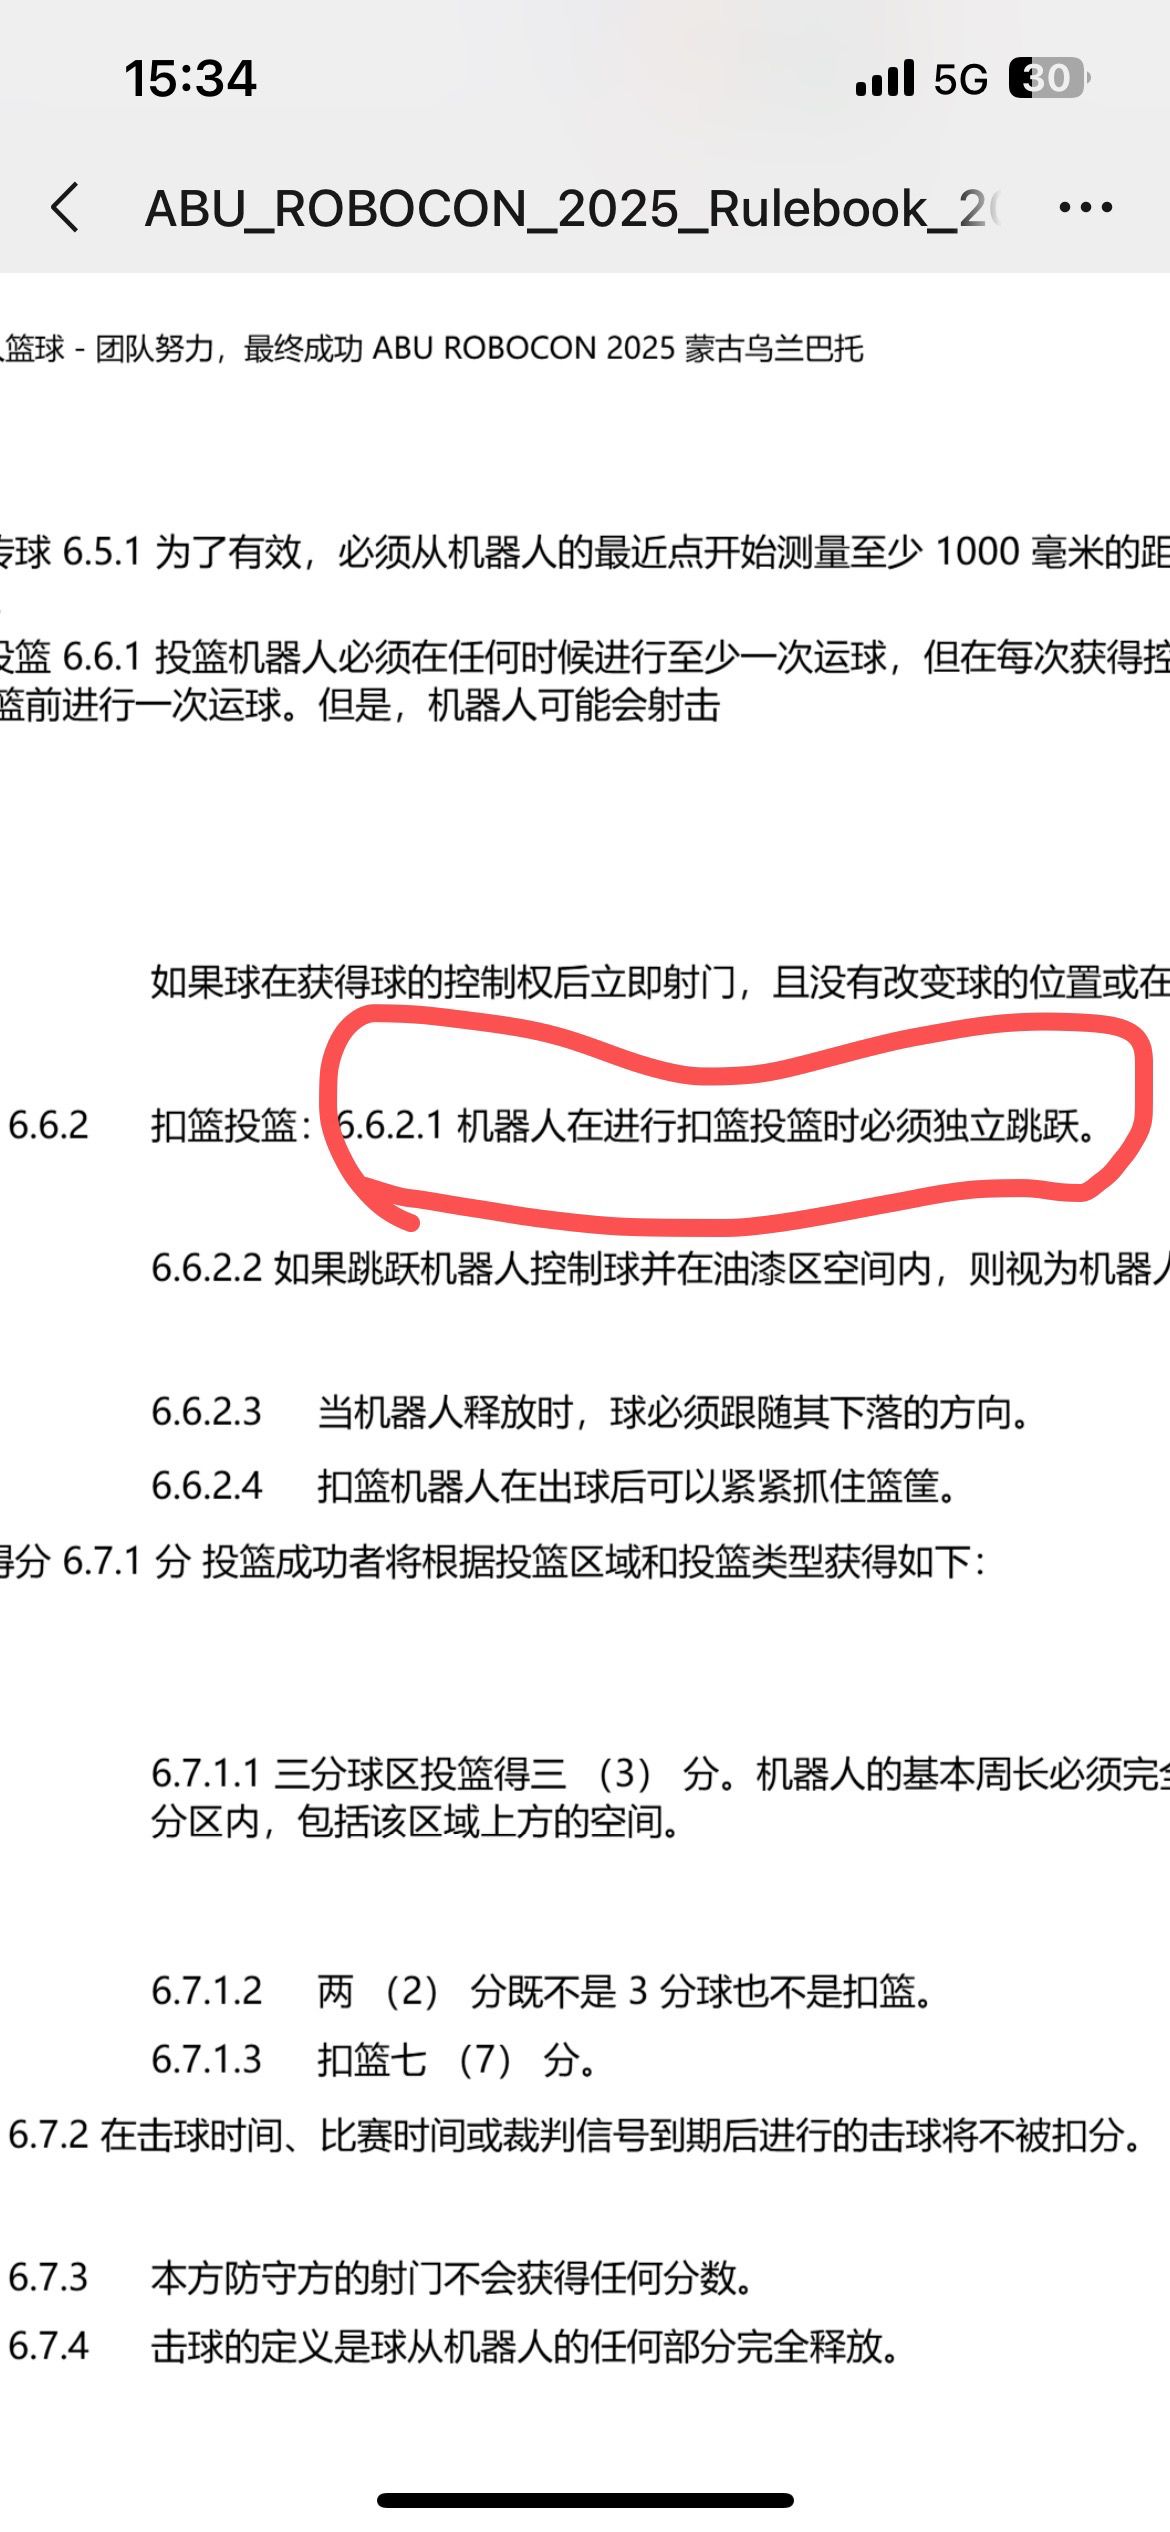 15:34
5G 30
ABU_ROBOCON_2025_Rulebook_2
篮球 - 团队努力，最终成功 ABU ROBOCON 2025 蒙古乌兰巴托
传球 6.5.1 为了有效，必须从机器人的最近点开始测量至少 1000 毫米的距
投篮 6.6.1 投篮机器人必须在任何时候进行至少一次运球，但在每次获得控
篮前进行一次运球。但是，机器人可能会射击
如果球在获得球的控制权后立即射门，且没有改变球的位置或在
6.6.2 扣篮投篮：6.6.2.1 机器人在进行扣篮投篮时必须独立跳跃。
6.6.2.2 如果跳跃机器人控制球并在油漆区空间内，则视为机器人
6.6.2.3 当机器人释放时，球必须跟随其下落的方向。
6.6.2.4 扣篮机器人在出球后可以紧紧抓住篮筐。
得分 6.7.1 分 投篮成功者将根据投篮区域和投篮类型获得如下：
6.7.1.1 三分球区投篮得三 （3） 分。机器人的基本周长必须完全
分区内，包括该区域上方的空间。
6.7.1.2 两 （2） 分既不是 3 分球也不是扣篮。
6.7.1.3 扣篮七 （7） 分。
6.7.2 在击球时间、比赛时间或裁判信号到期后进行的击球将不被扣分。
6.7.3 本方防守方的射门不会获得任何分数。
6.7.4 击球的定义是球从机器人的任何部分完全释放。